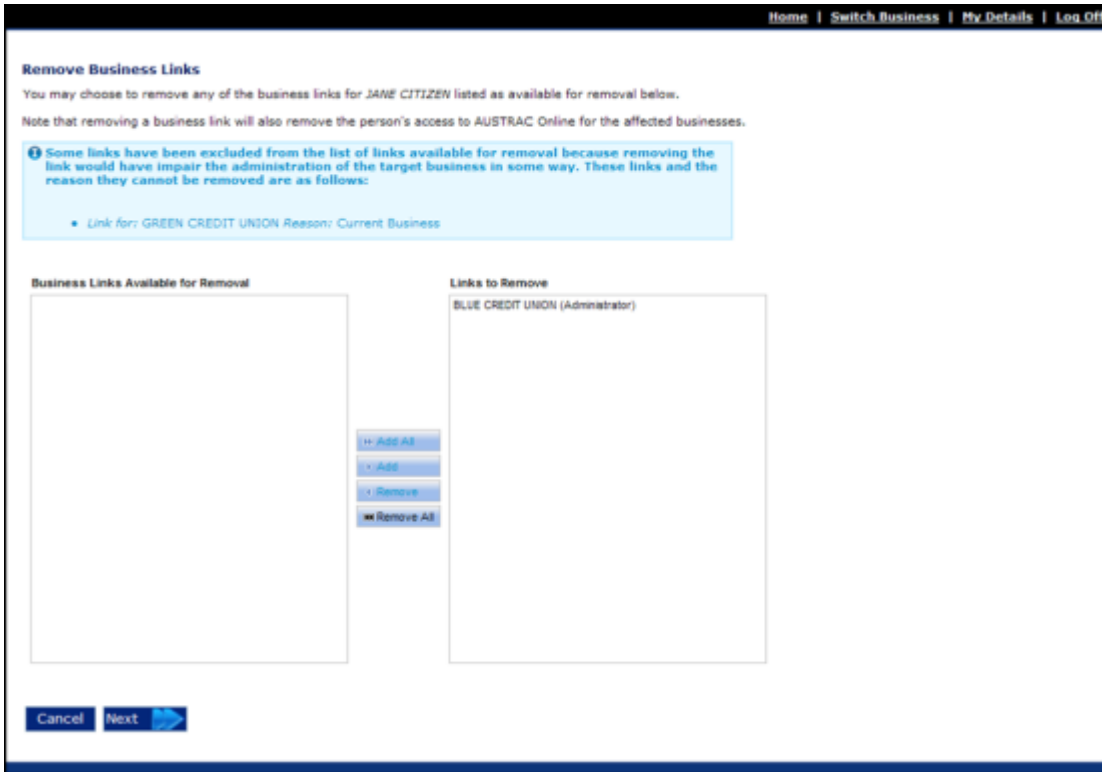 Home | Switch Business | My Details | Log Off
Remove Business Links
You may choose to remove any of the business links for JANE CITIZEN listed as available for removal below.
Note that removing a business link will also remove the person's access to AUSTRAC Online for the affected businesses.
Some links have been excluded from the list of links available for removal because removing the
link would have impair the administration of the target business in some way. These links and the
reason they cannot be removed are as follows:
• Link for: GREEN CREDIT UNION Reason: Current Business
Business Links Available for Removal
Links to Remove
BLUE CREDIT UNION (Administrator)
Add All
Add
Remove
Remove All
Cancel
Next